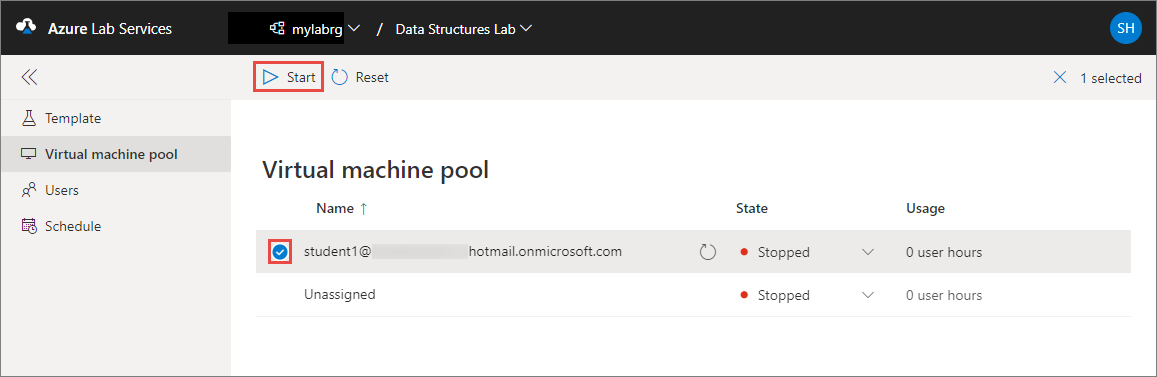 Azure Lab Services mylabrg / Data Structures Lab SH
Start Reset 1 selected
Template
Virtual machine pool
Users
Schedule
Virtual machine pool
Name ↑ State Usage
student1@ hotmail.onmicrosoft.com Stopped 0 user hours
Unassigned Stopped 0 user hours